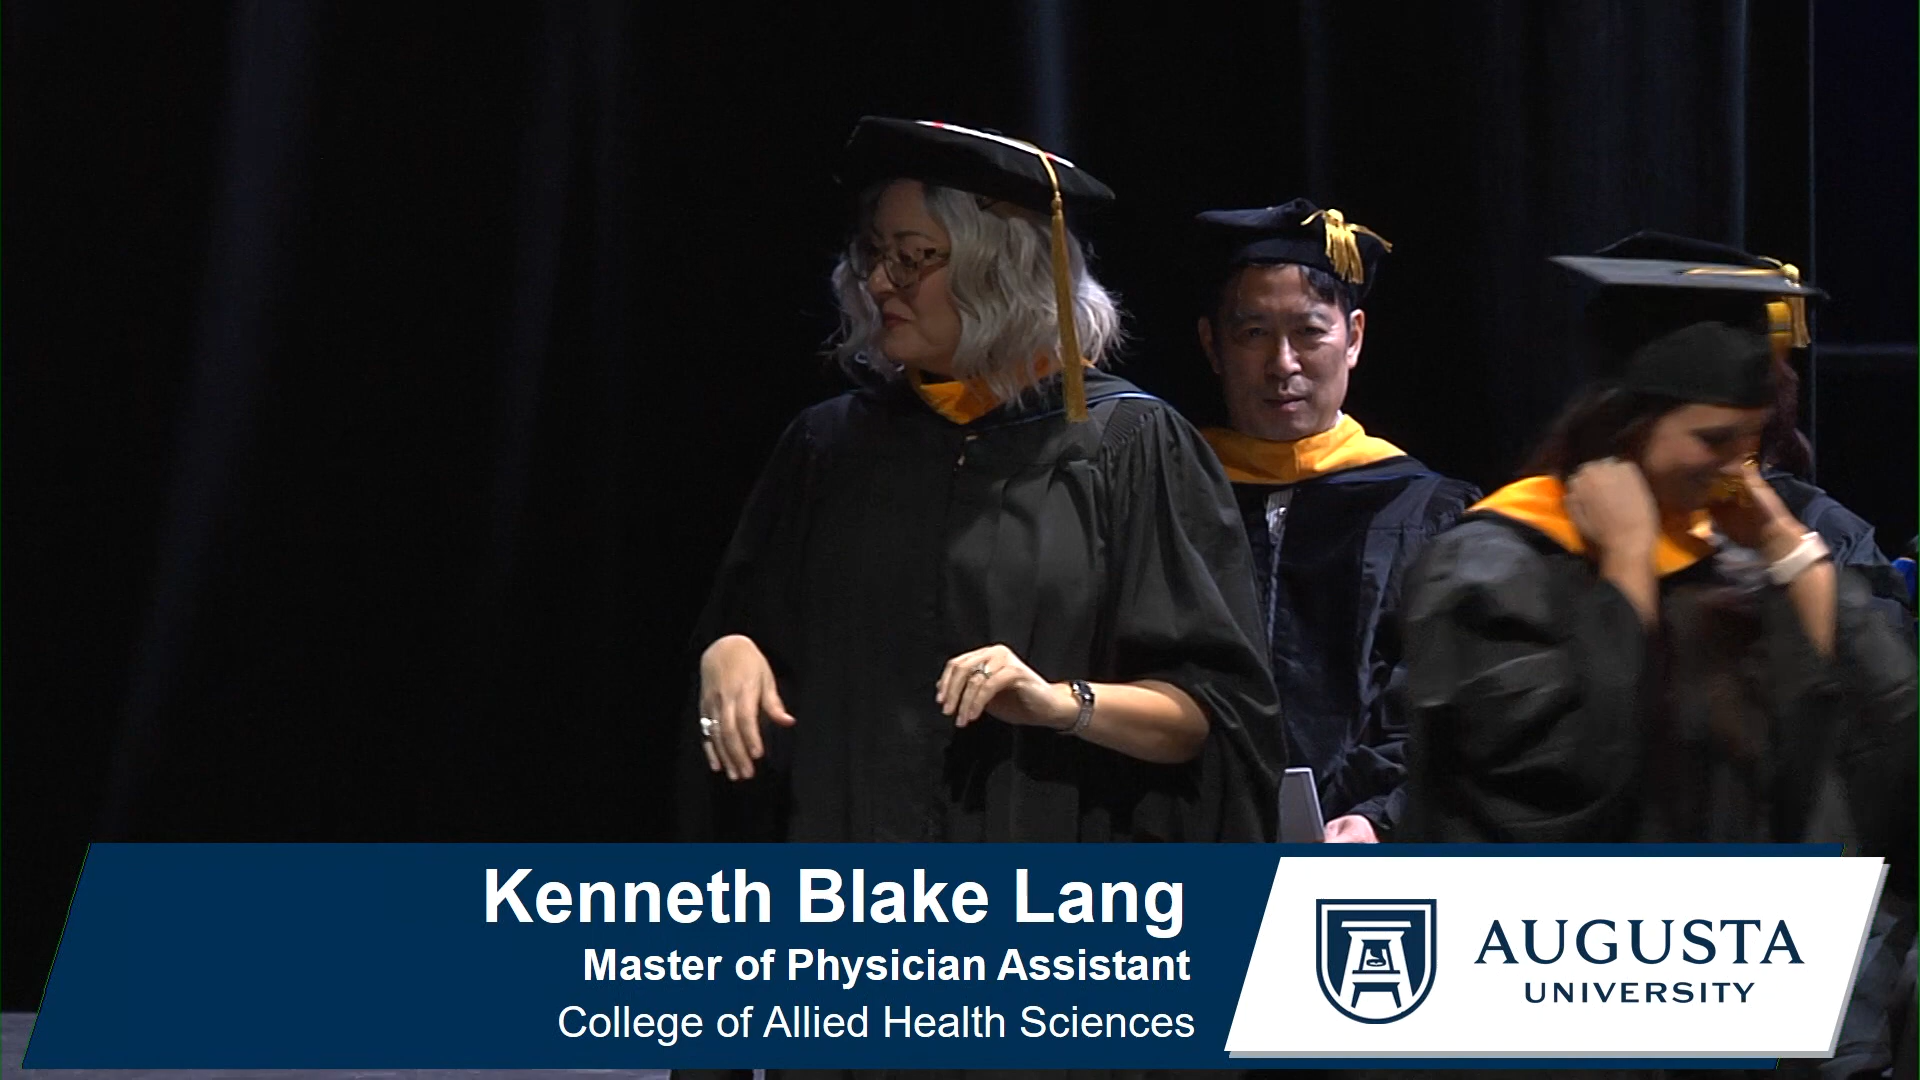 Kenneth Blake Lang
Master of Physician Assistant
College of Allied Health Sciences
AUGUSTA
UNIVERSITY